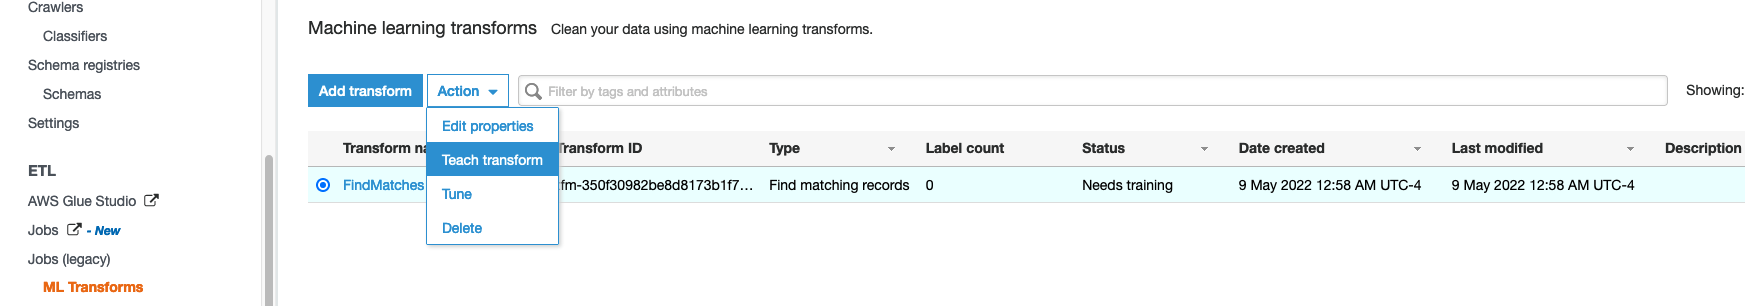 Crawlers
Classifiers
Schema registries
Schemas
Settings
ETL
AWS Glue Studio
Jobs - New
Jobs (legacy)
ML Transforms
Machine learning transforms Clean your data using machine learning transforms.
Add transform Action Filter by tags and attributes Showing:
Edit properties
Teach transform
Tune
Delete
Transform ID Type Label count Status Date created Last modified Description
FindMatches fm-350f30982be8d8173b1f7... Find matching records 0 Needs training 9 May 2022 12:58 AM UTC-4 9 May 2022 12:58 AM UTC-4